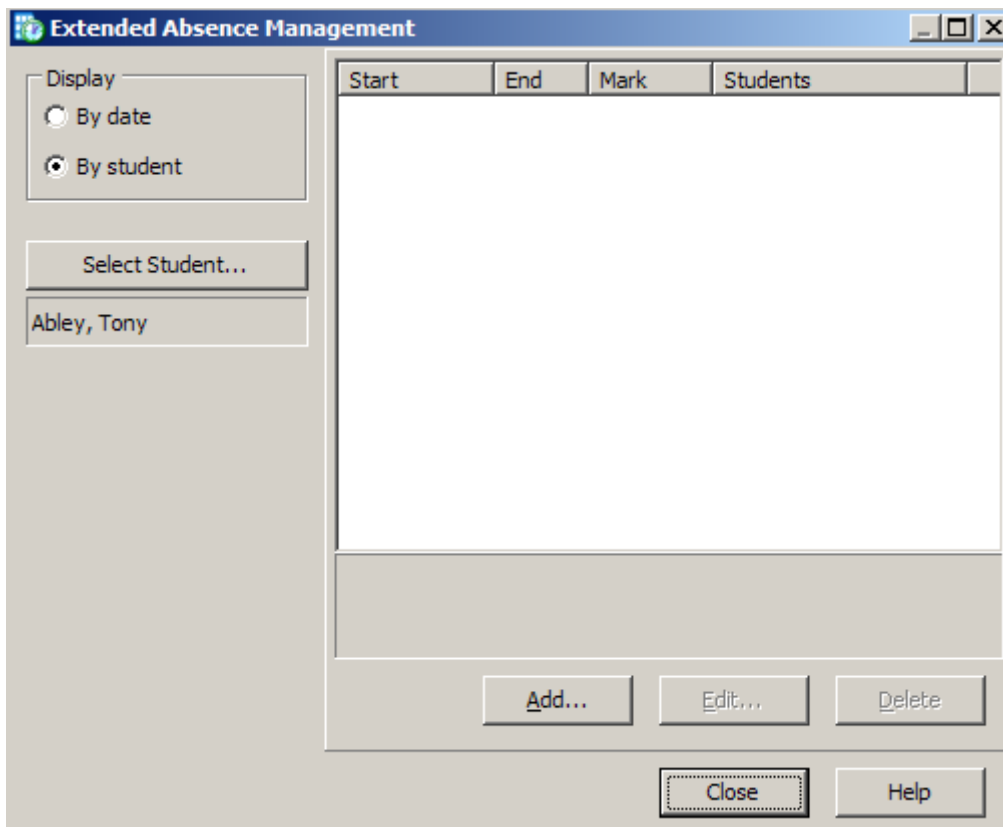 Extended Absence Management
Display
By date
By student
Select Student...
Abley, Tony
Start End Mark Students
Add... Edit... Delete
Close Help